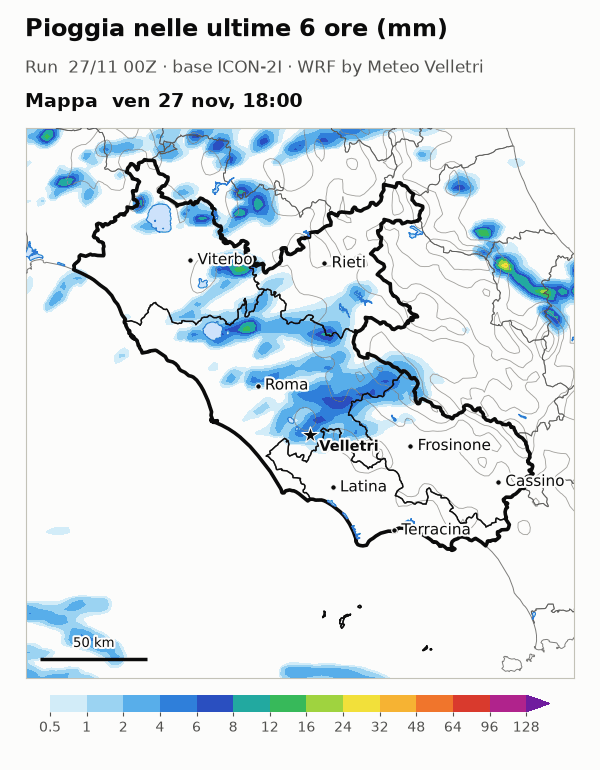 Pioggia nelle ultime 6 ore (mm)
Run  27/11 00Z · base ICON-2I · WRF by Meteo Velletri
Mappa  ven 27 nov, 18:00
Viterbo
Rieti
Roma
Velletri
Frosinone
Cassino
Latina
Terracina
50 km
0.5 1 2 4 6 8 12 16 24 32 48 64 96 128